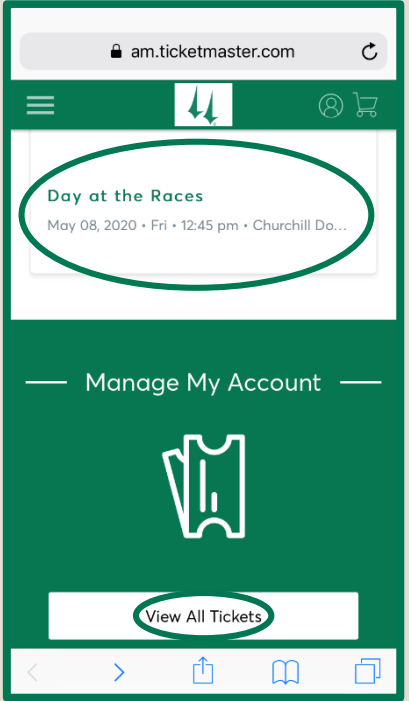 am.ticketmaster.com
Day at the Races
May 08, 2020 • Fri • 12:45 pm • Churchill Do...
Manage My Account
View All Tickets